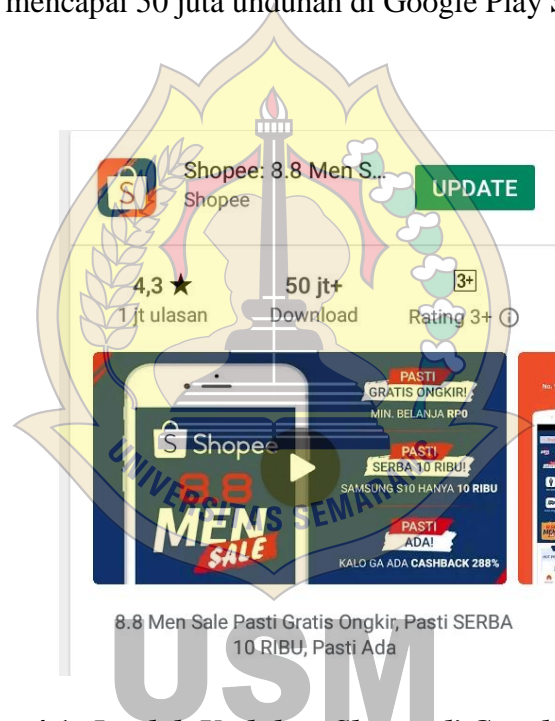 mencapai 50 juta unduhan di Google Play
Shopee: 8.8 Men S...
Shopee
UPDATE
4,3 ★
1 jt ulasan
50 jt+
Download
3+
Rating 3+
S Shopee
8.8
MEN
SALE
PASTI
GRATIS ONGKIR!
MIN. BELANJA RP0
PASTI
SERBA 10 RIBU!
SAMSUNG S10 HANYA 10 RIBU
PASTI
ADA!
KALO GA ADA CASHBACK 288%
UNIVERSITAS SEMARANG
8.8 Men Sale Pasti Gratis Ongkir, Pasti SERBA
10 RIBU, Pasti Ada
USM